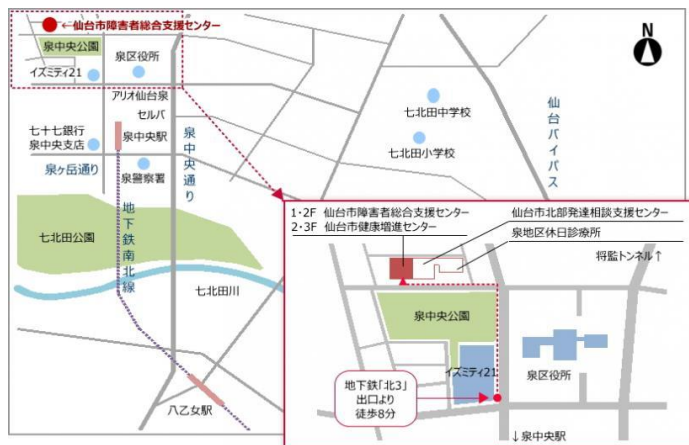 ←仙台市障害者総合支援センター
泉中央公園
泉区役所
イズミティ21
アリオ仙台泉
セルバ
七十七銀行
泉中央支店
泉中央駅
泉ヶ岳通り
泉中央通り
泉警察署
地下鉄南北線
七北田公園
七北田川
八乙女駅
七北田中学校
七北田小学校
仙台バイパス
N
1・2F 仙台市障害者総合支援センター
2・3F 仙台市健康増進センター
仙台市北部発達相談支援センター
泉地区休日診療所
将監トンネル↑
泉中央公園
イズミティ21
泉区役所
地下鉄「北3」
出口より
徒歩8分
↓泉中央駅